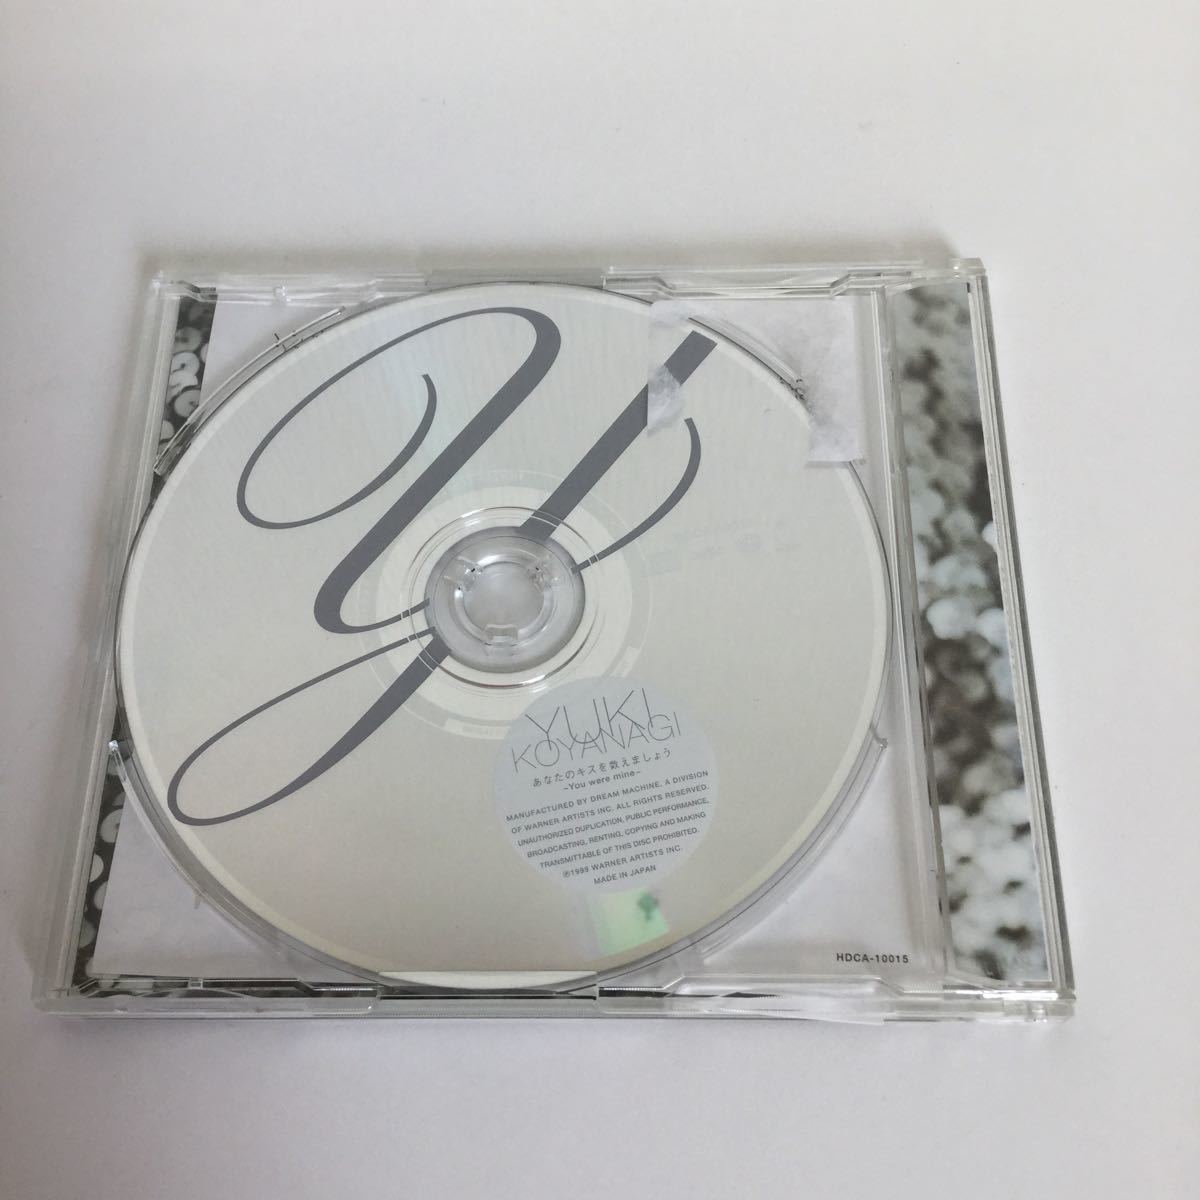 Y
YUKI
KOYANAGI
あなたのキスを数えましょう
~You were mine~
MANUFACTURED BY DREAM MACHINE, A DIVISION
OF WARNER ARTISTS INC. ALL RIGHTS RESERVED.
UNAUTHORIZED DUPLICATION, PUBLIC PERFORMANCE,
BROADCASTING, RENTING, COPYING AND MAKING
TRANSMITTABLE OF THIS DISC PROHIBITED.
℗1999 WARNER ARTISTS INC.
MADE IN JAPAN
HDCA-10015